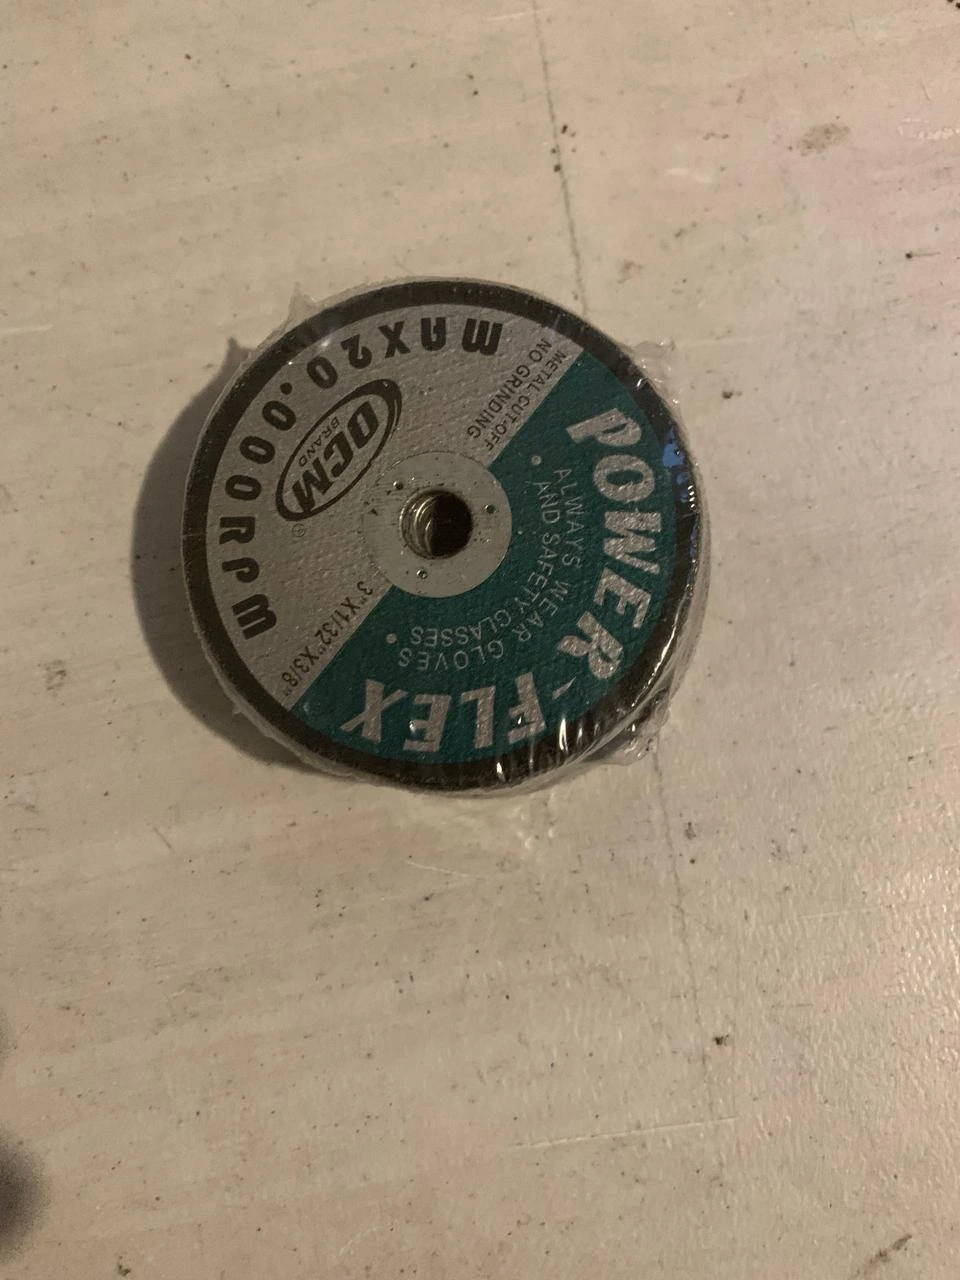 POWER-FLEX
ALWAYS WEAR GLOVES
AND SAFETY GLASSES
METAL CUT-OFF
NO GRINDING
MAX20.000RPM
OCM
BRAND
®
3"X1/32"X3/8"